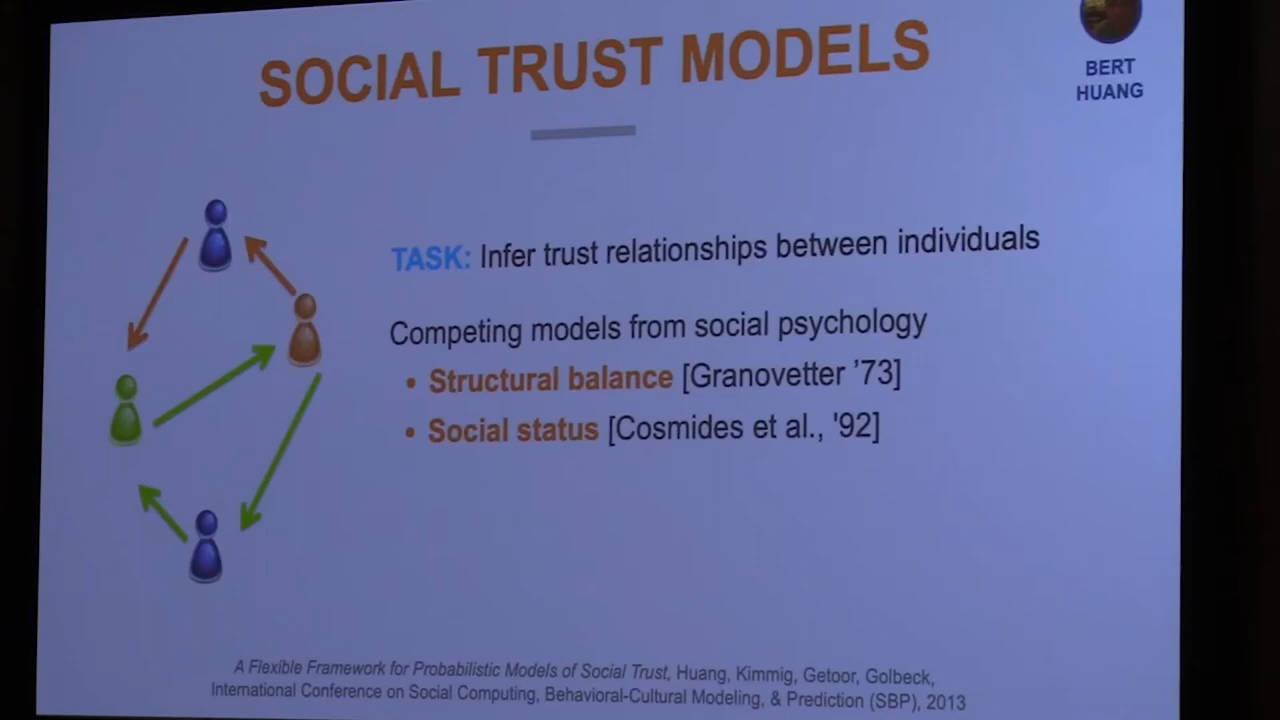 SOCIAL TRUST MODELS
BERT
HUANG
TASK: Infer trust relationships between individuals
Competing models from social psychology
• Structural balance [Granovetter ’73]
• Social status [Cosmides et al., '92]
A Flexible Framework for Probabilistic Models of Social Trust, Huang, Kimmig, Getoor, Golbeck,
International Conference on Social Computing, Behavioral-Cultural Modeling, & Prediction (SBP), 2013